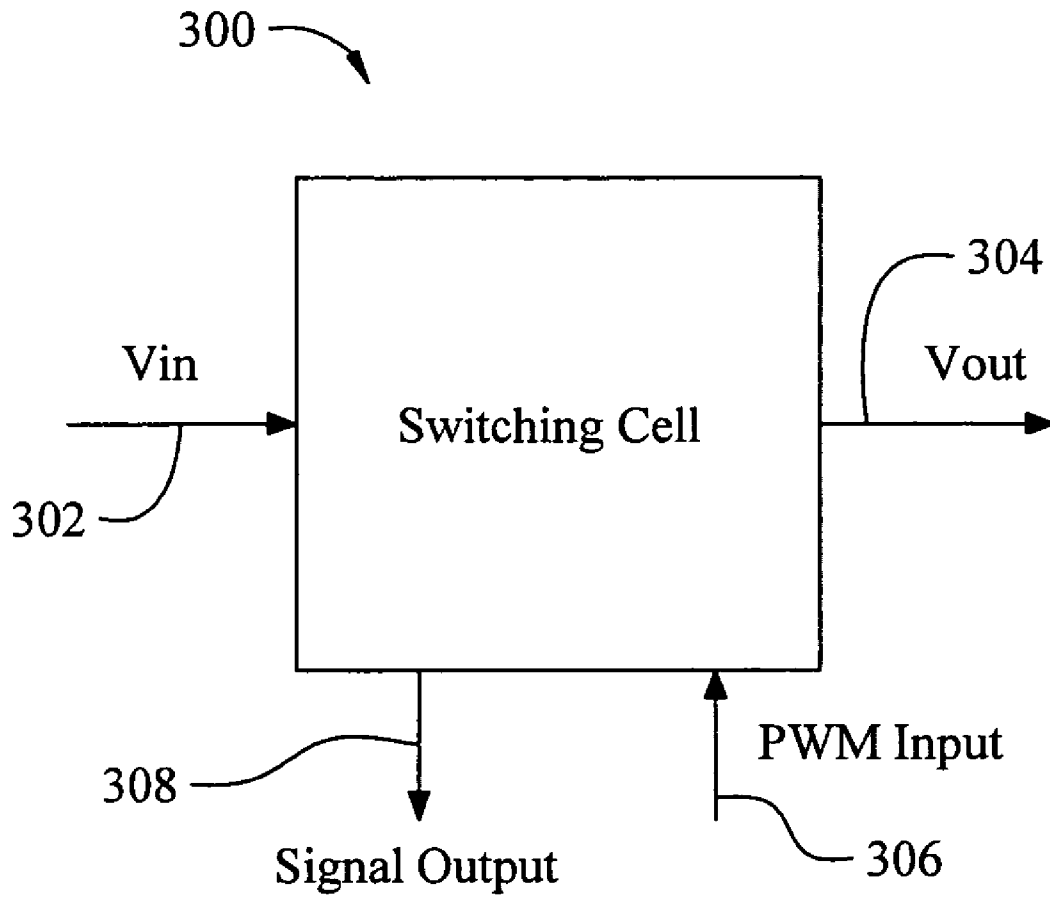 300
304
Vin
Vout
Switching Cell
302
PWM Input
308
306
Signal Output